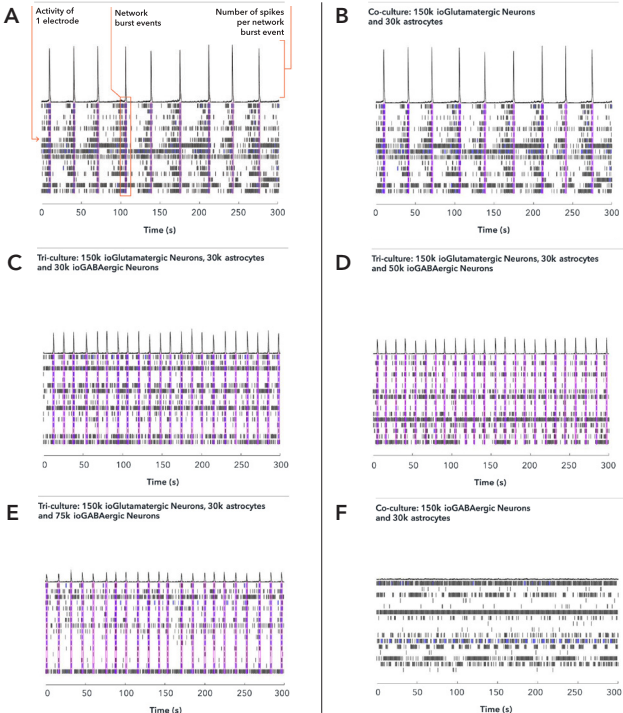 A
Activity of
1 electrode
Network
burst events
Number of spikes
per network
burst event
0 50 100 150 200 250 300
Time (s)
B
Co-culture: 150k ioGlutamatergic Neurons
and 30k astrocytes
0 50 100 150 200 250 300
Time (s)
C
Tri-culture: 150k ioGlutamatergic Neurons, 30k astrocytes
and 30k ioGABAergic Neurons
0 50 100 150 200 250 300
Time (s)
D
Tri-culture: 150k ioGlutamatergic Neurons, 30k astrocytes
and 50k ioGABAergic Neurons
0 50 100 150 200 250 300
Time (s)
E
Tri-culture: 150k ioGlutamatergic Neurons, 30k astrocytes
and 75k ioGABAergic Neurons
0 50 100 150 200 250 300
Time (s)
F
Co-culture: 150k ioGABAergic Neurons
and 30k astrocytes
0 50 100 150 200 250 300
Time (s)